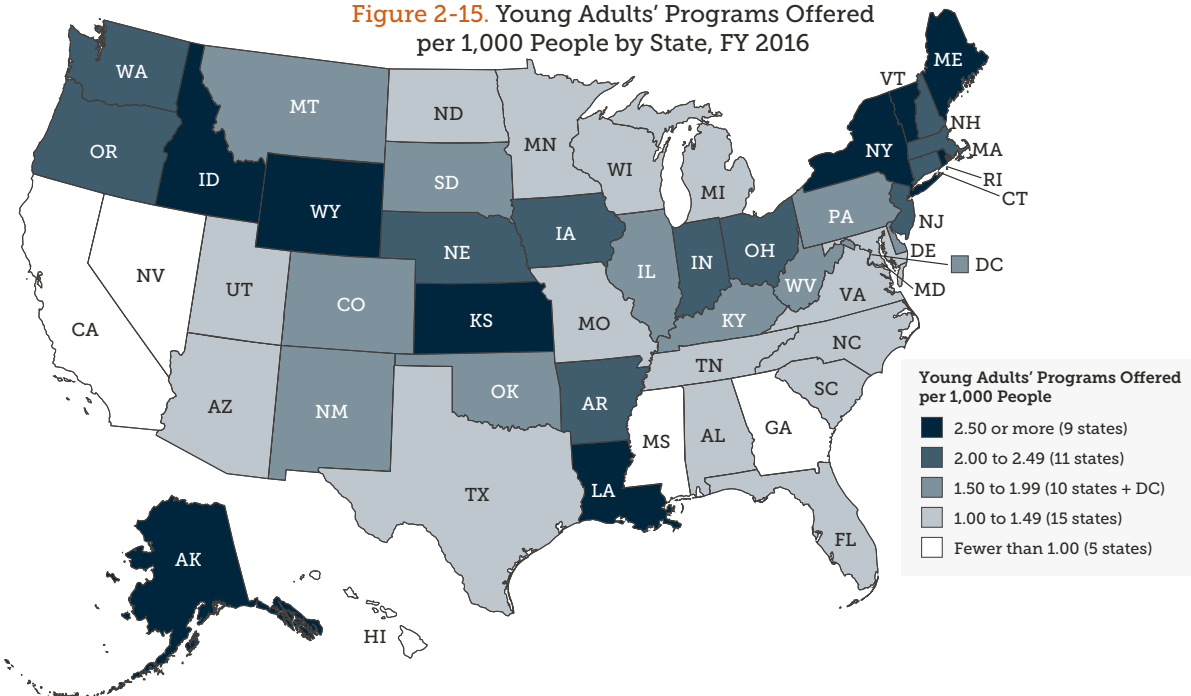 Figure 2-15. Young Adults' Programs Offered
per 1,000 People by State, FY 2016
WA
MT
ND
MN
OR
ID
WY
SD
WI
MI
NY
VT
ME
NH
MA
RI
CT
NJ
PA
DE
DC
MD
NV
UT
CO
NE
IA
IL
IN
OH
WV
VA
CA
KS
MO
KY
NC
TN
SC
AZ
NM
OK
AR
MS
AL
GA
TX
LA
FL
AK
HI
Young Adults' Programs Offered
per 1,000 People
2.50 or more (9 states)
2.00 to 2.49 (11 states)
1.50 to 1.99 (10 states + DC)
1.00 to 1.49 (15 states)
Fewer than 1.00 (5 states)